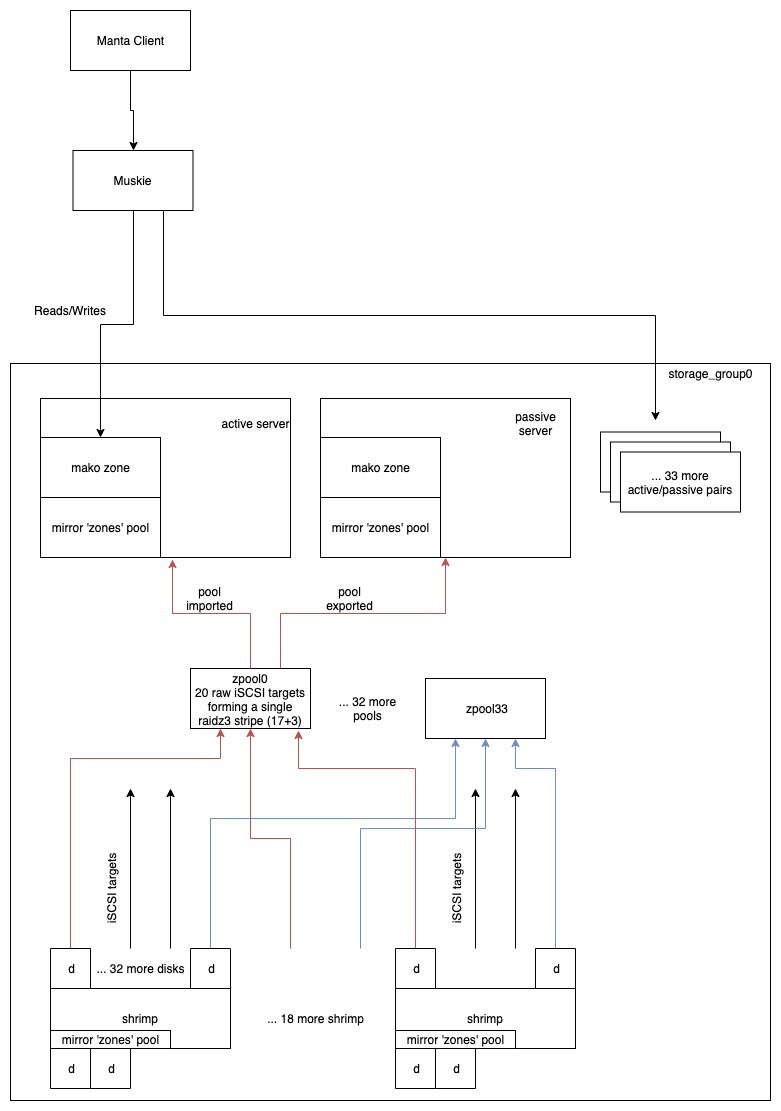 Manta Client
Muskie
Reads/Writes
storage_group0
active server
passive
server
mako zone
mako zone
... 33 more
active/passive pairs
mirror 'zones' pool
mirror 'zones' pool
pool
imported
pool
exported
zpool0
20 raw iSCSI targets
forming a single
raidz3 stripe (17+3)
... 32 more
pools
zpool33
iSCSI targets
iSCSI targets
d
... 32 more disks
d
d
d
shrimp
... 18 more shrimp
shrimp
mirror 'zones' pool
mirror 'zones' pool
d
d
d
d